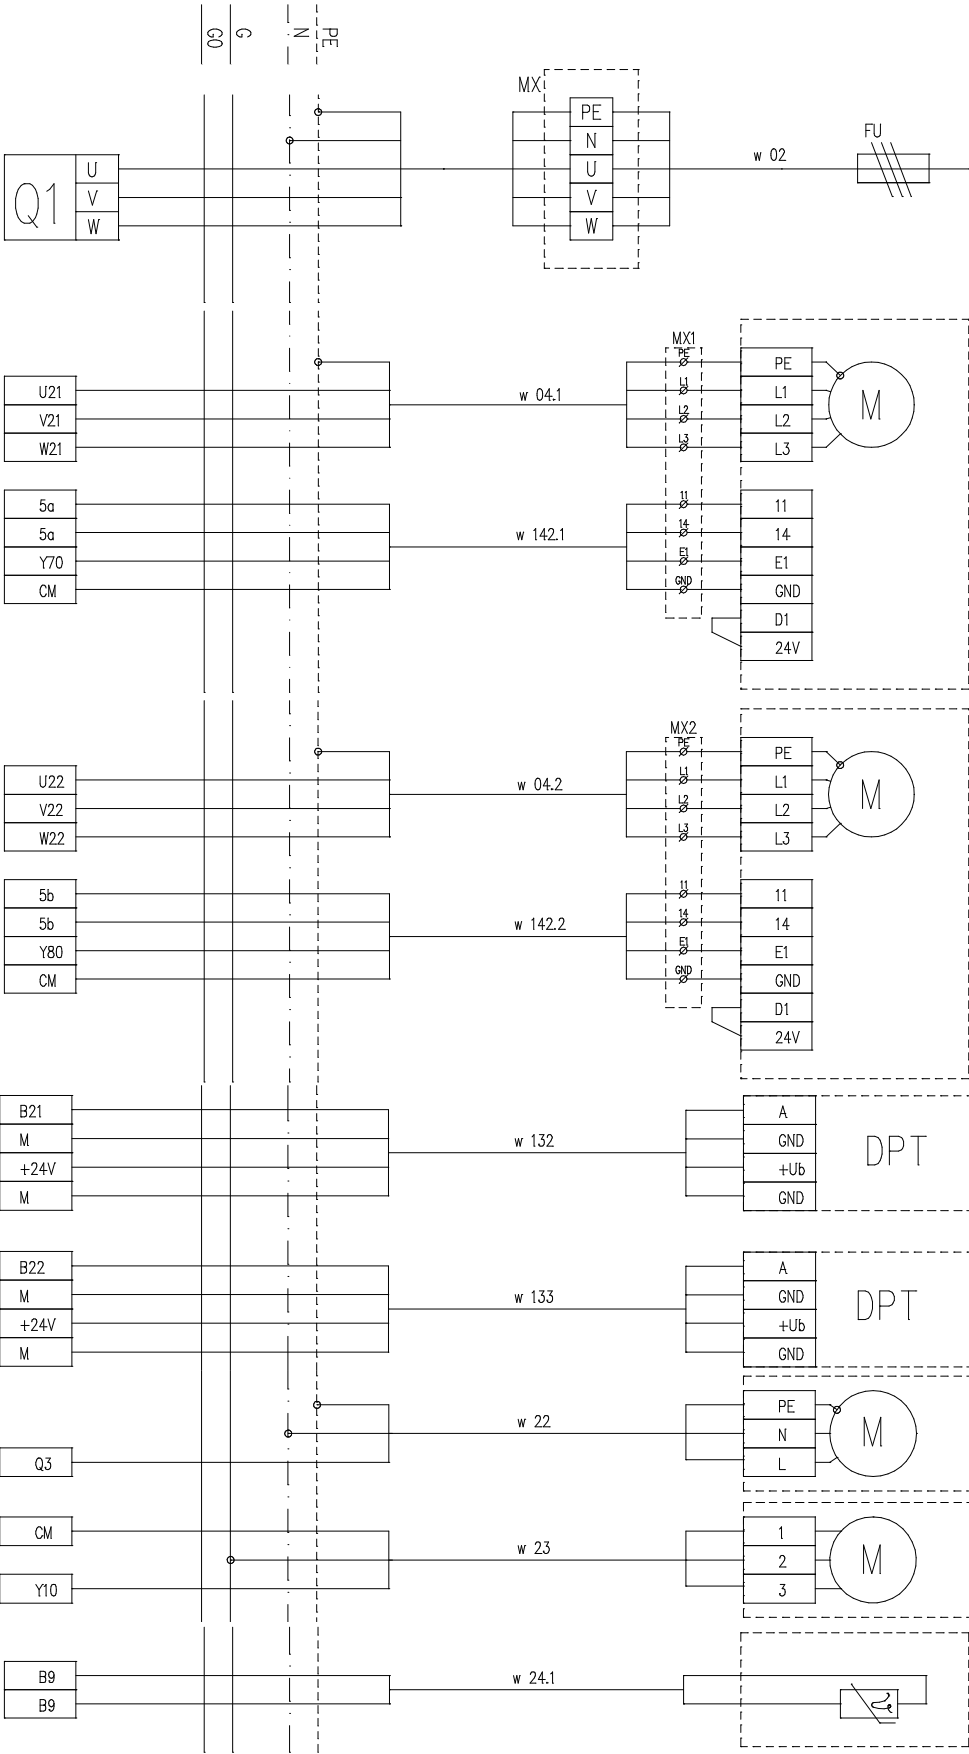 G0 G N PE
MX
PE
N
U
V
W
w 02
FU
Q1
U
V
W
MX1
U21
V21
W21
w 04.1
PE
L1
L2
L3
PE
L1
L2
L3
M
5a
5a
Y70
CM
w 142.1
11
14
E1
GND
11
14
E1
GND
D1
24V
MX2
U22
V22
W22
w 04.2
PE
L1
L2
L3
PE
L1
L2
L3
M
5b
5b
Y80
CM
w 142.2
11
14
E1
GND
11
14
E1
GND
D1
24V
B21
M
+24V
M
w 132
A
GND
+Ub
GND
DPT
B22
M
+24V
M
w 133
A
GND
+Ub
GND
DPT
Q3
w 22
PE
N
L
M
CM
Y10
w 23
1
2
3
M
B9
B9
w 24.1